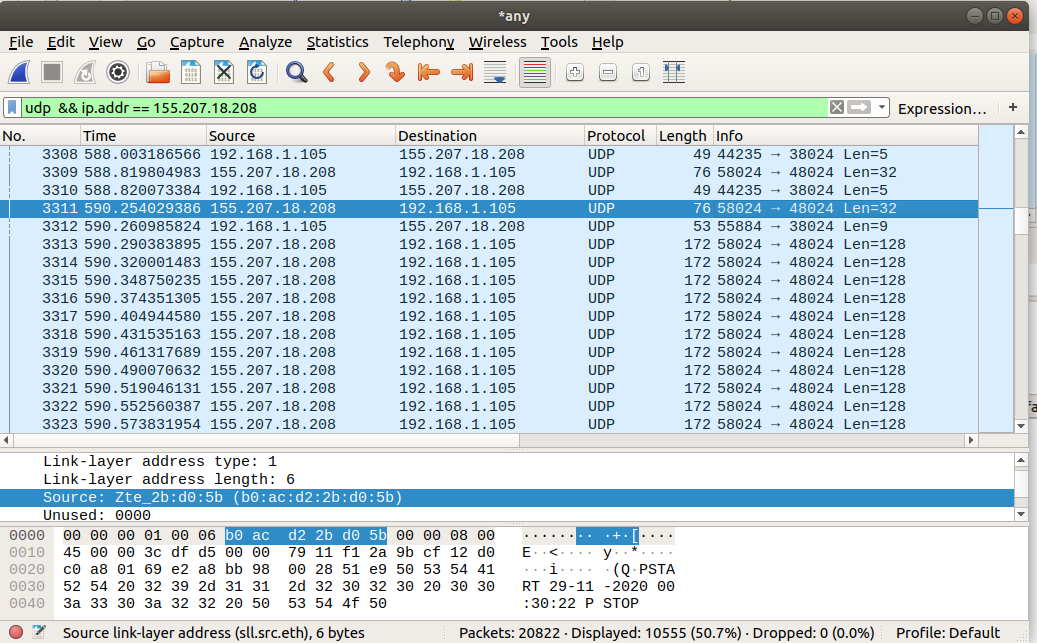 *any
File Edit View Go Capture Analyze Statistics Telephony Wireless Tools Help
udp && ip.addr == 155.207.18.208 Expression… +
No. Time Source Destination Protocol Length Info
3308 588.003186566 192.168.1.105 155.207.18.208 UDP 49 44235 → 38024 Len=5
3309 588.819804983 155.207.18.208 192.168.1.105 UDP 76 58024 → 48024 Len=32
3310 588.820073384 192.168.1.105 155.207.18.208 UDP 49 44235 → 38024 Len=5
3311 590.254029386 155.207.18.208 192.168.1.105 UDP 76 58024 → 48024 Len=32
3312 590.260985824 192.168.1.105 155.207.18.208 UDP 53 55884 → 38024 Len=9
3313 590.290383895 155.207.18.208 192.168.1.105 UDP 172 58024 → 48024 Len=128
3314 590.320001483 155.207.18.208 192.168.1.105 UDP 172 58024 → 48024 Len=128
3315 590.348750235 155.207.18.208 192.168.1.105 UDP 172 58024 → 48024 Len=128
3316 590.374351305 155.207.18.208 192.168.1.105 UDP 172 58024 → 48024 Len=128
3317 590.404944580 155.207.18.208 192.168.1.105 UDP 172 58024 → 48024 Len=128
3318 590.431535163 155.207.18.208 192.168.1.105 UDP 172 58024 → 48024 Len=128
3319 590.461317689 155.207.18.208 192.168.1.105 UDP 172 58024 → 48024 Len=128
3320 590.490070632 155.207.18.208 192.168.1.105 UDP 172 58024 → 48024 Len=128
3321 590.519046131 155.207.18.208 192.168.1.105 UDP 172 58024 → 48024 Len=128
3322 590.552560387 155.207.18.208 192.168.1.105 UDP 172 58024 → 48024 Len=128
3323 590.573831954 155.207.18.208 192.168.1.105 UDP 172 58024 → 48024 Len=128
Link-layer address type: 1
Link-layer address length: 6
Source: Zte_2b:d0:5b (b0:ac:d2:2b:d0:5b)
Unused: 0000
0000 00 00 00 01 00 06 b0 ac d2 2b d0 5b 00 00 08 00 ········ ·+·[····
0010 45 00 00 3c df d5 00 00 79 11 f1 2a 9b cf 12 d0 E··<···· y··*····
0020 c0 a8 01 69 e2 a8 bb 98 00 28 51 e9 50 53 54 41 ···i···· ·(Q·PSTA
0030 52 54 20 32 39 2d 31 31 2d 32 30 32 30 20 30 30 RT 29-11 -2020 00
0040 3a 33 30 3a 32 32 20 50 53 54 4f 50 :30:22 P STOP
Source link-layer address (sll.src.eth), 6 bytes Packets: 20822 · Displayed: 10555 (50.7%) · Dropped: 0 (0.0%) Profile: Default